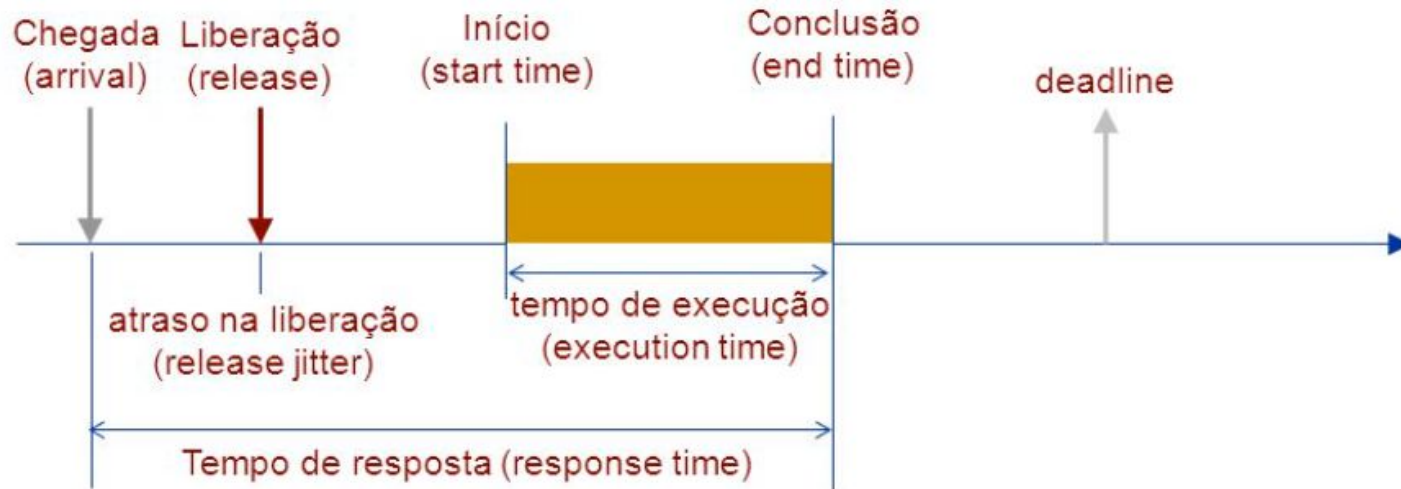 Chegada
(arrival)
Liberação
(release)
Início
(start time)
Conclusão
(end time)
deadline
atraso na liberação
(release jitter)
tempo de execução
(execution time)
Tempo de resposta (response time)